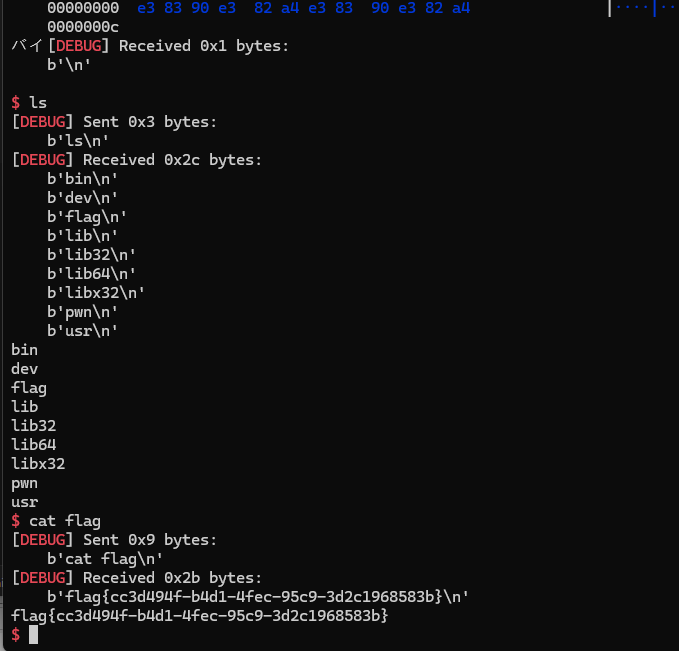 00000000  e3 83 90 e3  82 a4 e3 83  90 e3 82 a4 │····│··
0000000c
バイ[DEBUG] Received 0x1 bytes:
    b'\n'
$ ls
[DEBUG] Sent 0x3 bytes:
    b'ls\n'
[DEBUG] Received 0x2c bytes:
    b'bin\n'
    b'dev\n'
    b'flag\n'
    b'lib\n'
    b'lib32\n'
    b'lib64\n'
    b'libx32\n'
    b'pwn\n'
    b'usr\n'
bin
dev
flag
lib
lib32
lib64
libx32
pwn
usr
$ cat flag
[DEBUG] Sent 0x9 bytes:
    b'cat flag\n'
[DEBUG] Received 0x2b bytes:
    b'flag{cc3d494f-b4d1-4fec-95c9-3d2c1968583b}\n'
flag{cc3d494f-b4d1-4fec-95c9-3d2c1968583b}
$